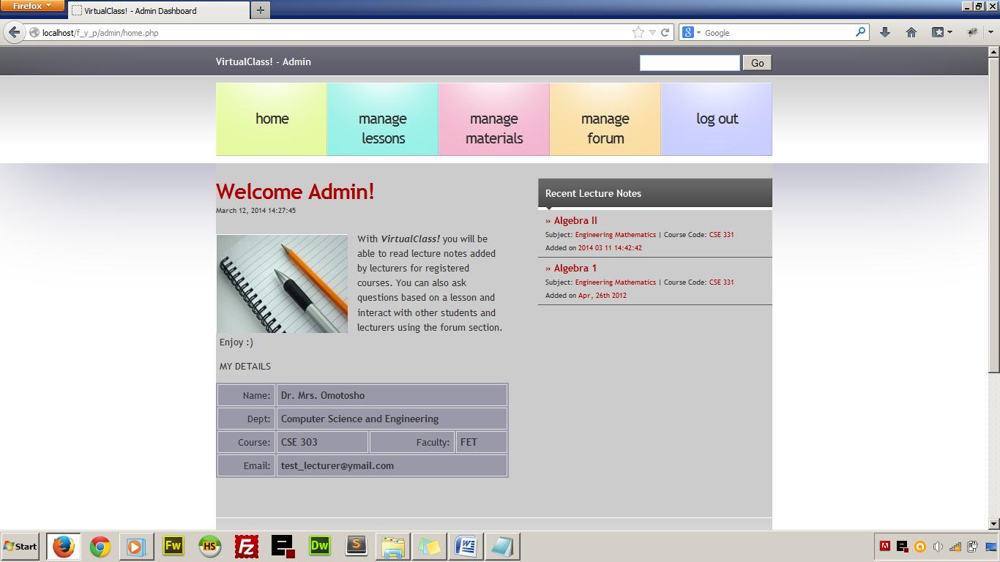 Firefox
VirtualClass! - Admin Dashboard
localhost/f_y_p/admin/home.php
Google
VirtualClass! - Admin
Go
home
manage
lessons
manage
materials
manage
forum
log out
Welcome Admin!
March 12, 2014 14:27:45
With VirtualClass! you will be
able to read lecture notes added
by lecturers for registered
courses. You can also ask
questions based on a lesson and
interact with other students and
lecturers using the forum section.
Enjoy :)
MY DETAILS
Name: Dr. Mrs. Omotosho
Dept: Computer Science and Engineering
Course: CSE 303 Faculty: FET
Email: test_lecturer@ymail.com
Recent Lecture Notes
» Algebra II
Subject: Engineering Mathematics | Course Code: CSE 331
Added on 2014 03 11 14:42:42
» Algebra 1
Subject: Engineering Mathematics | Course Code: CSE 331
Added on Apr, 26th 2012
Start
Fw
HS
Fz
Dw
S
W